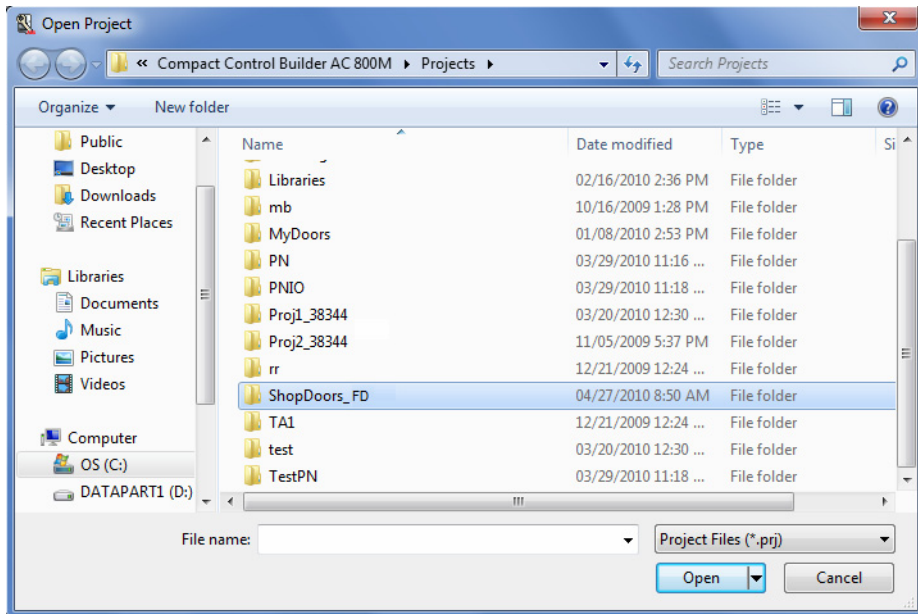 Open Project
« Compact Control Builder AC 800M Projects Search Projects
Organize New folder
Name Date modified Type Si
Public
Desktop
Downloads
Recent Places
Libraries
Documents
Music
Pictures
Videos
Computer
OS (C:)
DATAPART1 (D:)
Libraries 02/16/2010 2:36 PM File folder
mb 10/16/2009 1:28 PM File folder
MyDoors 01/08/2010 2:53 PM File folder
PN 03/29/2010 11:16 ... File folder
PNIO 03/29/2010 11:18 ... File folder
Proj1_38344 03/20/2010 12:30 ... File folder
Proj2_38344 11/05/2009 5:37 PM File folder
rr 12/21/2009 12:24 ... File folder
ShopDoors_FD 04/27/2010 8:50 AM File folder
TA1 12/21/2009 12:24 ... File folder
test 03/20/2010 12:30 ... File folder
TestPN 03/29/2010 11:18 ... File folder
File name: Project Files (*.prj)
Open Cancel